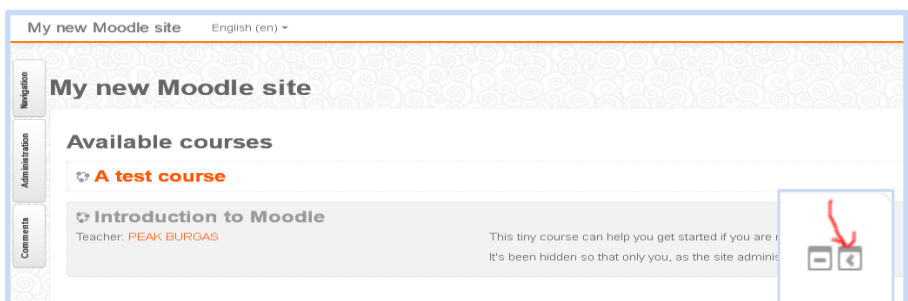 My new Moodle site English (en)
Navigation
My new Moodle site
Administration
Available courses
A test course
Comments
Introduction to Moodle
Teacher: PEAK BURGAS
This tiny course can help you get started if you are
It's been hidden so that only you, as the site